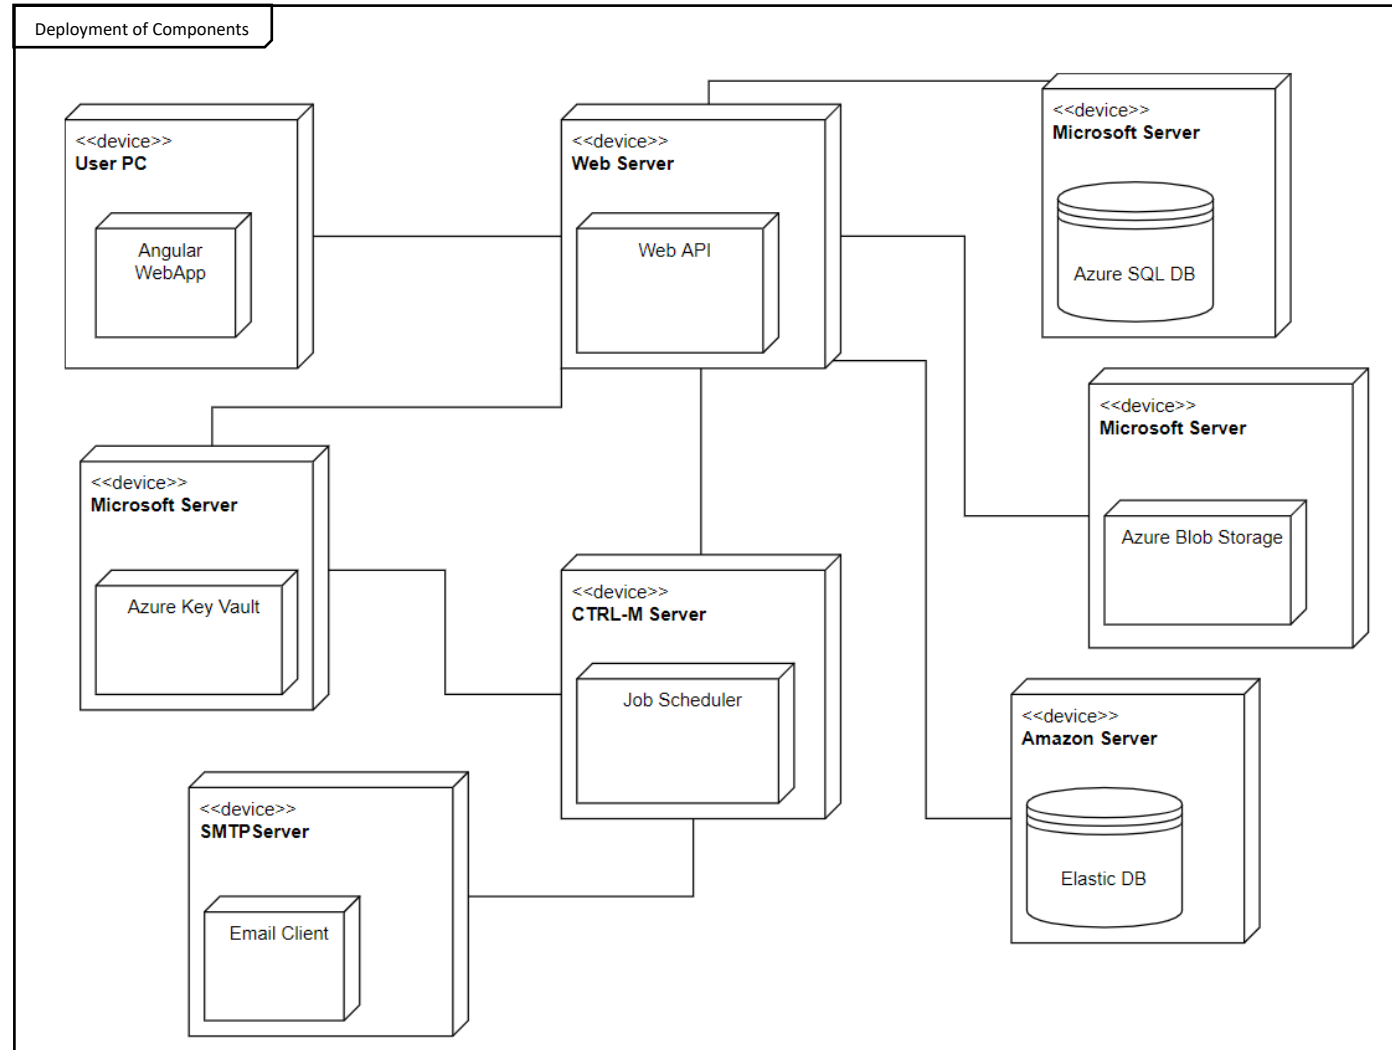 Deployment of Components
<<device>>
User PC
Angular
WebApp
<<device>>
Web Server
Web API
<<device>>
Microsoft Server
Azure SQL DB
<<device>>
Microsoft Server
Azure Blob Storage
<<device>>
Microsoft Server
Azure Key Vault
<<device>>
CTRL-M Server
Job Scheduler
<<device>>
Amazon Server
Elastic DB
<<device>>
SMTPServer
Email Client